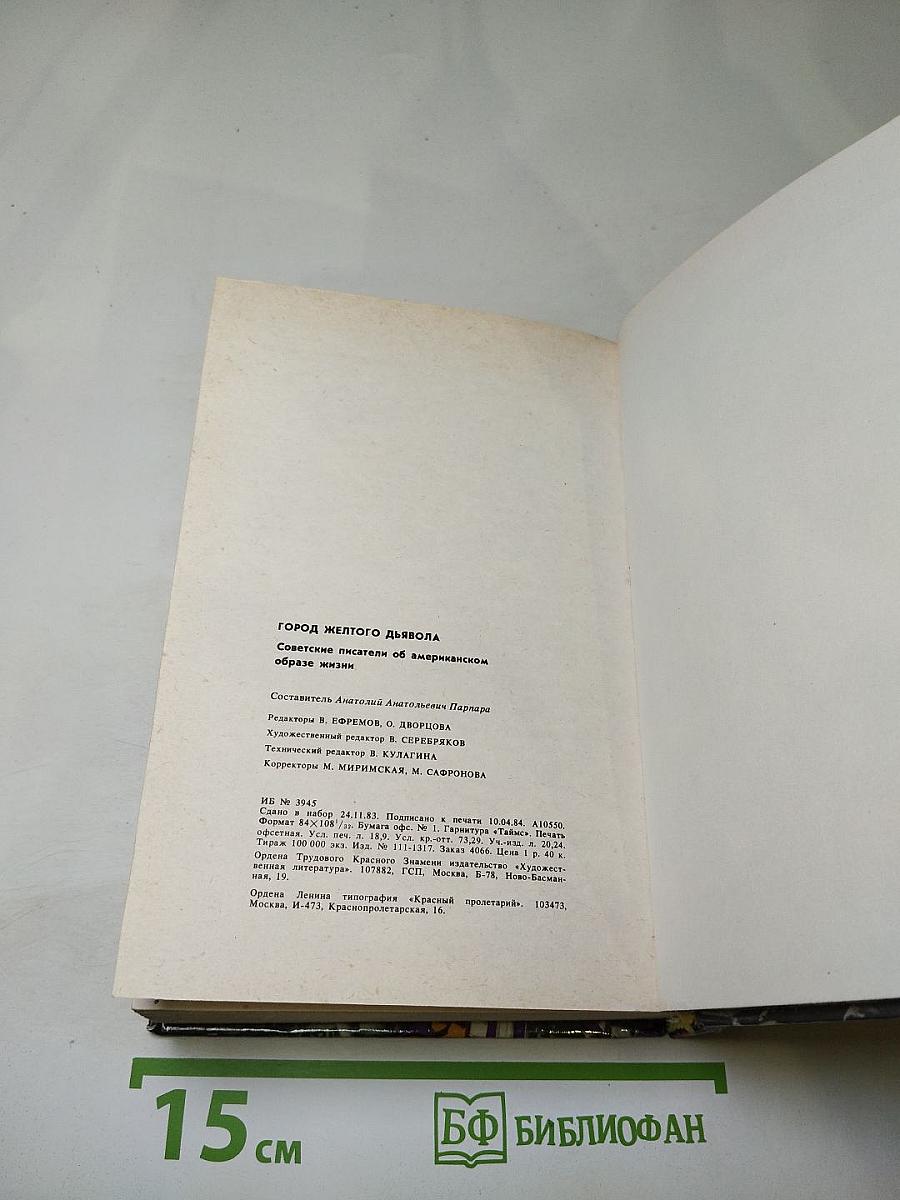 ГОРОД ЖЕЛТОГО ДЬЯВОЛА
Советские писатели об американском
образе жизни
Составитель Анатолий Анатольевич Парпара
Редакторы В. ЕФРЕМОВ, О. ДВОРЦОВА
Художественный редактор В. СЕРЕБРЯКОВ
Технический редактор В. КУЛАГИНА
Корректоры М. МИРИМСКАЯ, М. САФРОНОВА
ИБ № 3945
Сдано в набор 24.11.83. Подписано к печати 10.04.84. А10550.
Формат 84×108¹/₃₂. Бумага офс. № 1. Гарнитура «Таймс». Печать
офсетная. Усл. печ. л. 18,9. Усл. кр.-отт. 73,29. Уч.-изд. л. 20,24.
Тираж 100 000 экз. Изд. № 111-1317. Заказ 4066. Цена 1 р. 40 к.
Ордена Трудового Красного Знамени издательство «Художест-
венная литература». 107882, ГСП, Москва, Б-78, Ново-Басман-
ная, 19.
Ордена Ленина типография «Красный пролетарий». 103473,
Москва, И-473, Краснопролетарская, 16.
15 см
БФ БИБЛИОФАН